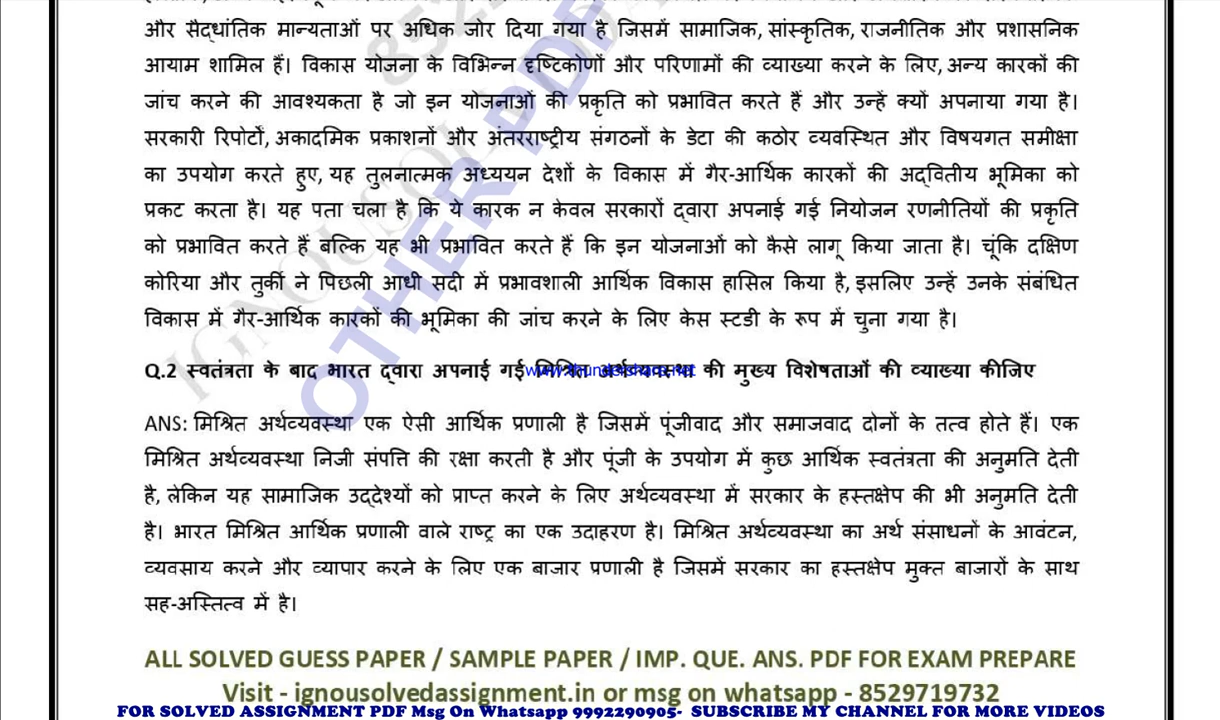 और सैद्धांतिक मान्यताओं पर अधिक जोर दिया गया है जिसमें सामाजिक, सांस्कृतिक, राजनीतिक और प्रशासनिक
आयाम शामिल हैं। विकास योजना के विभिन्न दृष्टिकोणों और परिणामों की व्याख्या करने के लिए, अन्य कारकों की
जांच करने की आवश्यकता है जो इन योजनाओं की प्रकृति को प्रभावित करते हैं और उन्हें क्यों अपनाया गया है।
सरकारी रिपोर्टों, अकादमिक प्रकाशनों और अंतरराष्ट्रीय संगठनों के डेटा की कठोर व्यवस्थित और विषयगत समीक्षा
का उपयोग करते हुए, यह तुलनात्मक अध्ययन देशों के विकास में गैर-आर्थिक कारकों की अद्वितीय भूमिका को
प्रकट करता है। यह पता चला है कि ये कारक न केवल सरकारों द्वारा अपनाई गई नियोजन रणनीतियों की प्रकृति
को प्रभावित करते हैं बल्कि यह भी प्रभावित करते हैं कि इन योजनाओं को कैसे लागू किया जाता है। चूंकि दक्षिण
कोरिया और तुर्की ने पिछली आधी सदी में प्रभावशाली आर्थिक विकास हासिल किया है, इसलिए उन्हें उनके संबंधित
विकास में गैर-आर्थिक कारकों की भूमिका की जांच करने के लिए केस स्टडी के रूप में चुना गया है।
Q.2 स्वतंत्रता के बाद भारत द्वारा अपनाई गई मिश्रित अर्थव्यवस्था की मुख्य विशेषताओं की व्याख्या कीजिए
ANS: मिश्रित अर्थव्यवस्था एक ऐसी आर्थिक प्रणाली है जिसमें पूंजीवाद और समाजवाद दोनों के तत्व होते हैं। एक
मिश्रित अर्थव्यवस्था निजी संपत्ति की रक्षा करती है और पूंजी के उपयोग में कुछ आर्थिक स्वतंत्रता की अनुमति देती
है, लेकिन यह सामाजिक उद्देश्यों को प्राप्त करने के लिए अर्थव्यवस्था में सरकार के हस्तक्षेप की भी अनुमति देती
है। भारत मिश्रित आर्थिक प्रणाली वाले राष्ट्र का एक उदाहरण है। मिश्रित अर्थव्यवस्था का अर्थ संसाधनों के आवंटन,
व्यवसाय करने और व्यापार करने के लिए एक बाजार प्रणाली है जिसमें सरकार का हस्तक्षेप मुक्त बाजारों के साथ
सह-अस्तित्व में है।
ALL SOLVED GUESS PAPER / SAMPLE PAPER / IMP. QUE. ANS. PDF FOR EXAM PREPARE
Visit - ignousolvedassignment.in or msg on whatsapp - 8529719732
FOR SOLVED ASSIGNMENT PDF Msg On Whatsapp 9992290905- SUBSCRIBE MY CHANNEL FOR MORE VIDEOS
OTHER PDF